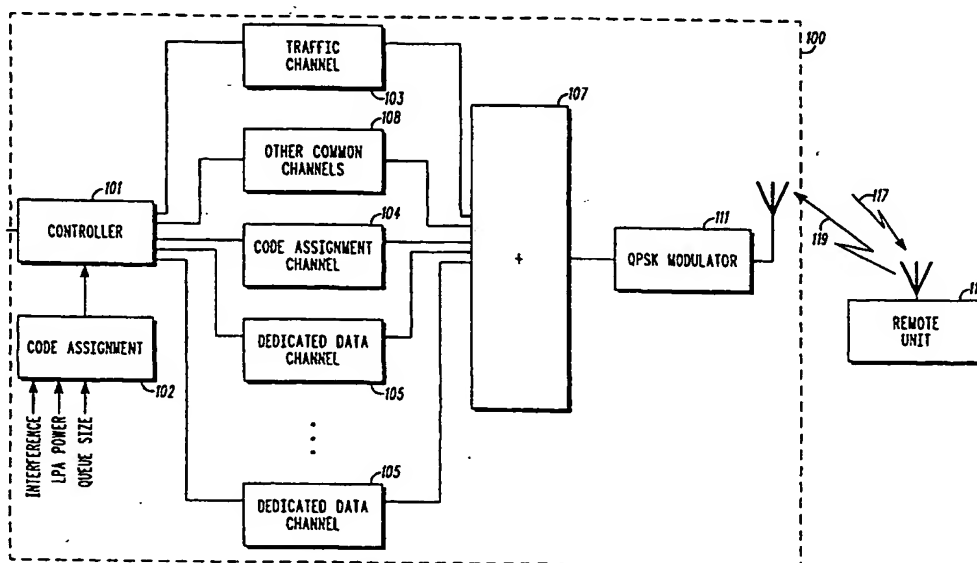 100
TRAFFIC
CHANNEL
103
108
OTHER COMMON
CHANNELS
107
101
CONTROLLER
104
CODE ASSIGNMENT
CHANNEL
+
111
QPSK MODULATOR
117
119
REMOTE
UNIT
CODE ASSIGNMENT
102
DEDICATED DATA
CHANNEL
105
INTERFERENCE
LPA POWER
QUEUE SIZE
105
DEDICATED DATA
CHANNEL